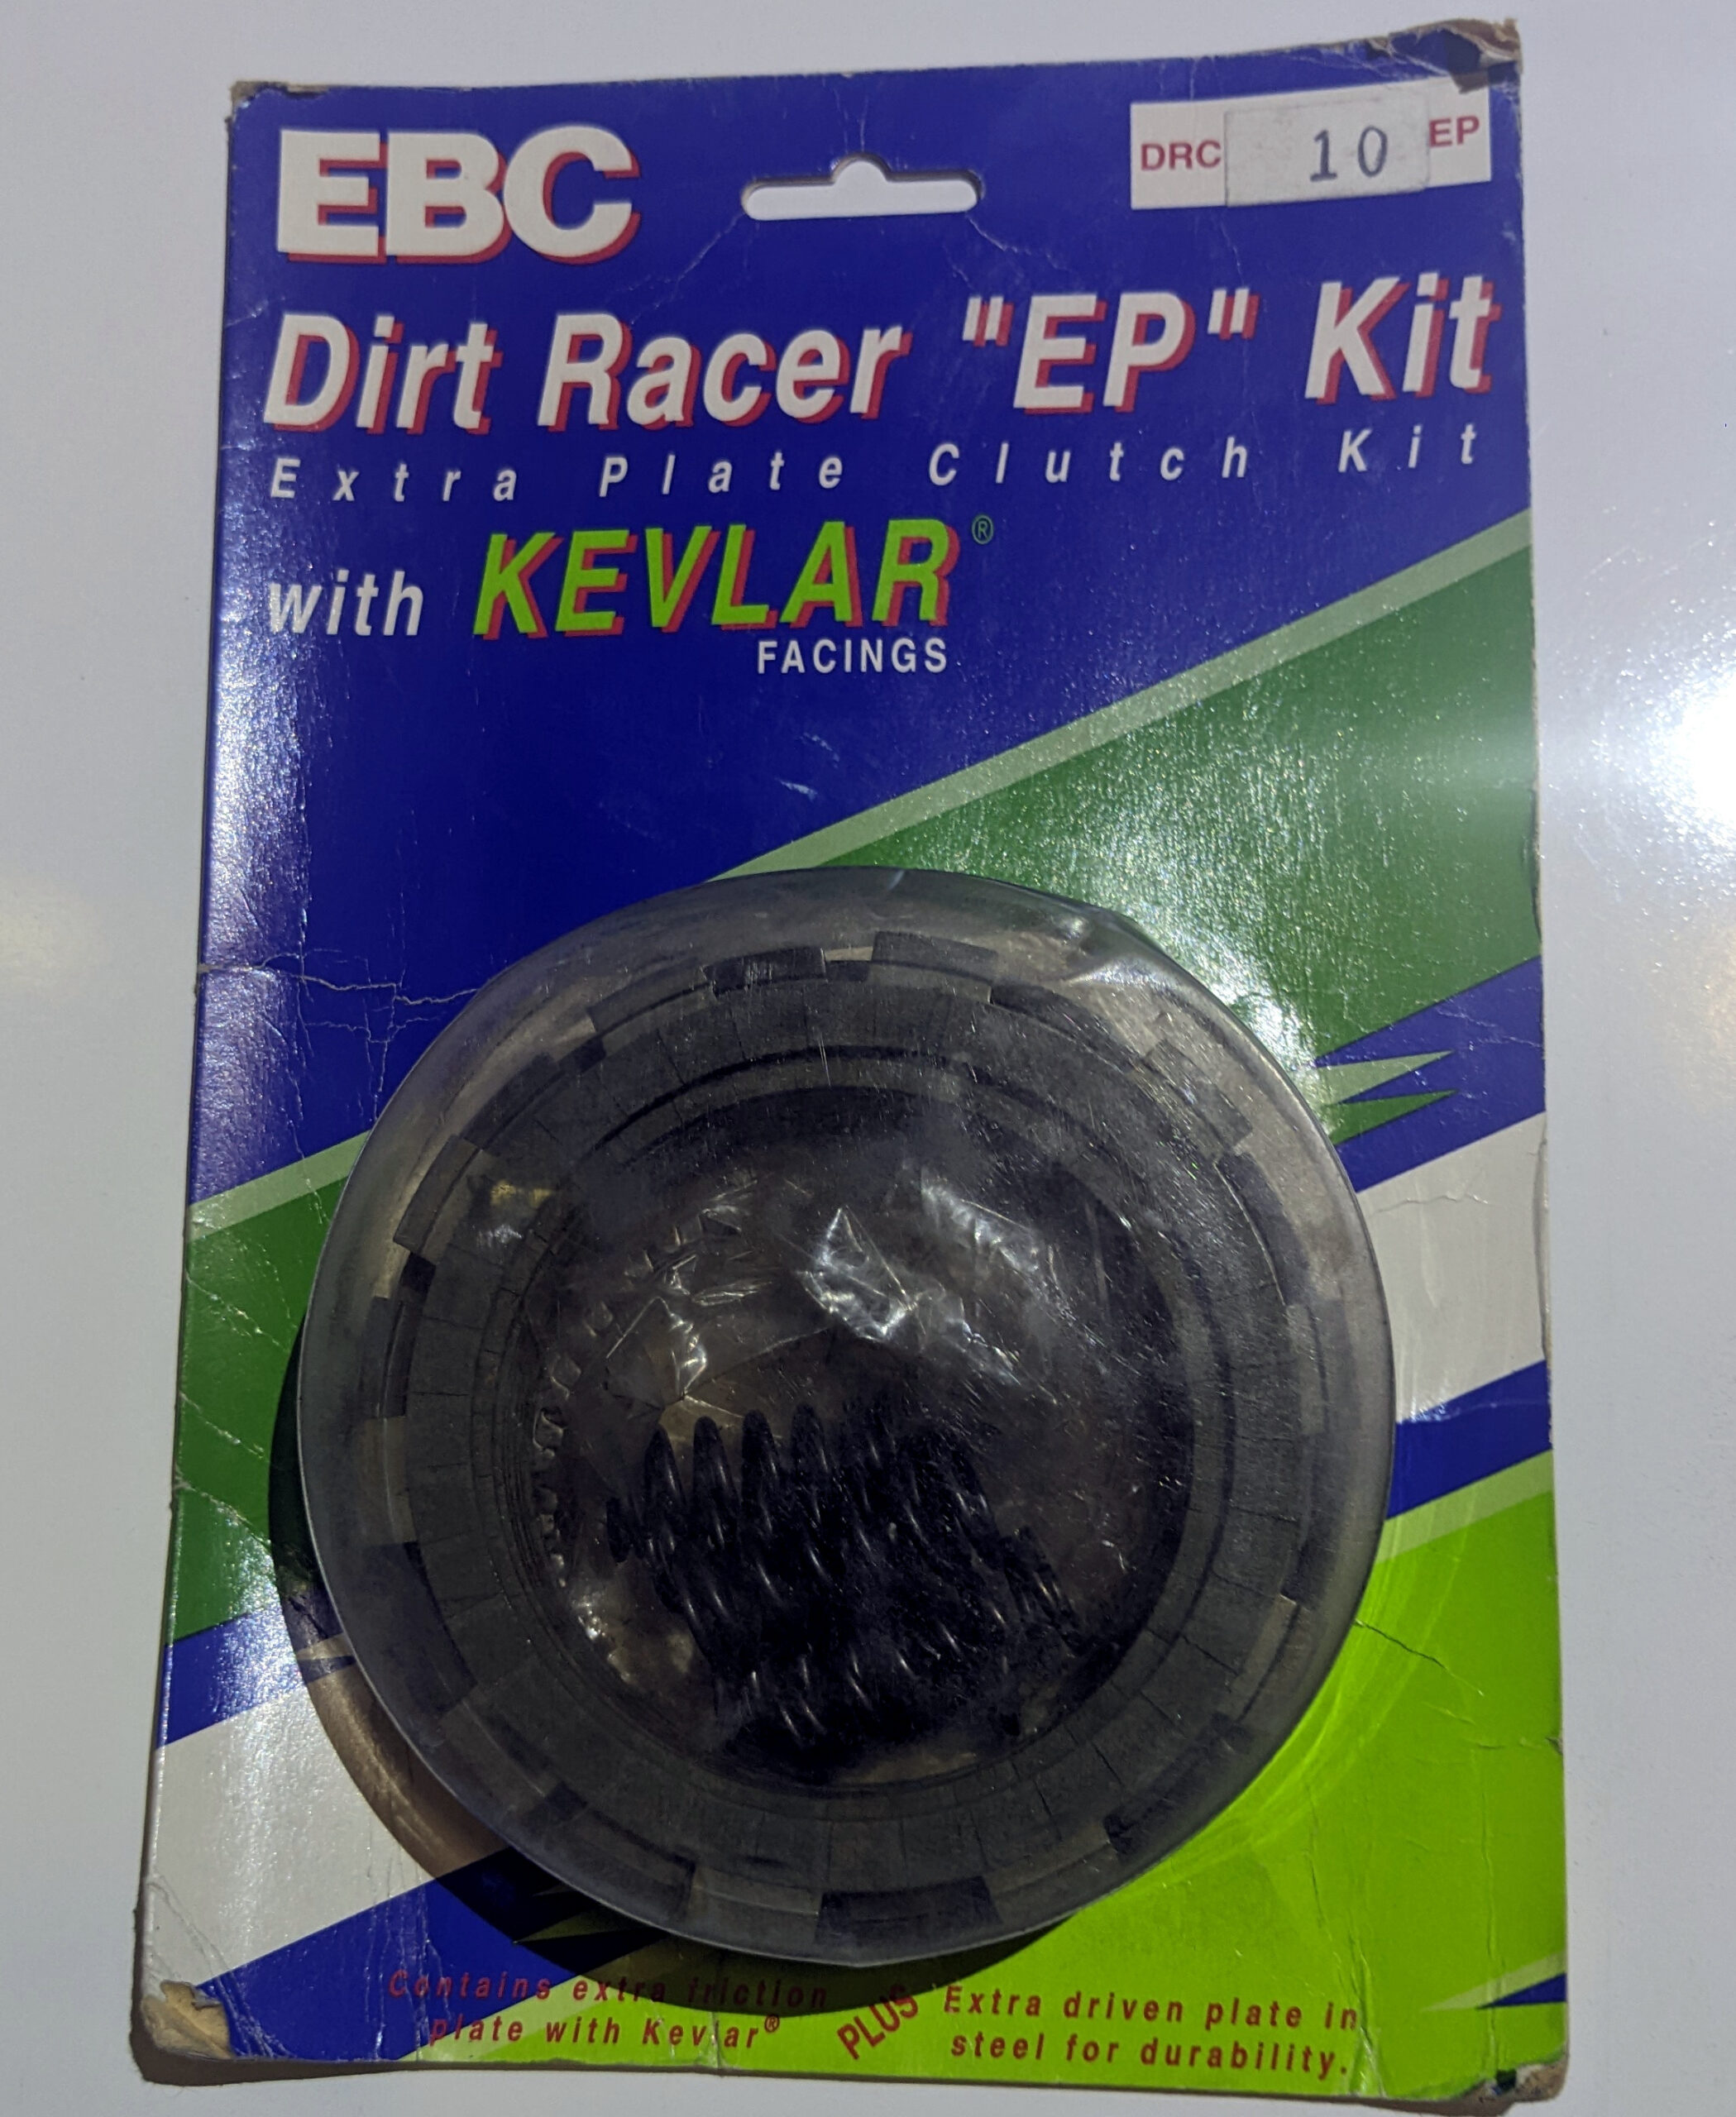 EBC
DRC 10 EP
Dirt Racer "EP" Kit
Extra Plate Clutch Kit
with KEVLAR®
FACINGS
Contains extra friction
plate with Kevlar®
PLUS
Extra driven plate in
steel for durability.